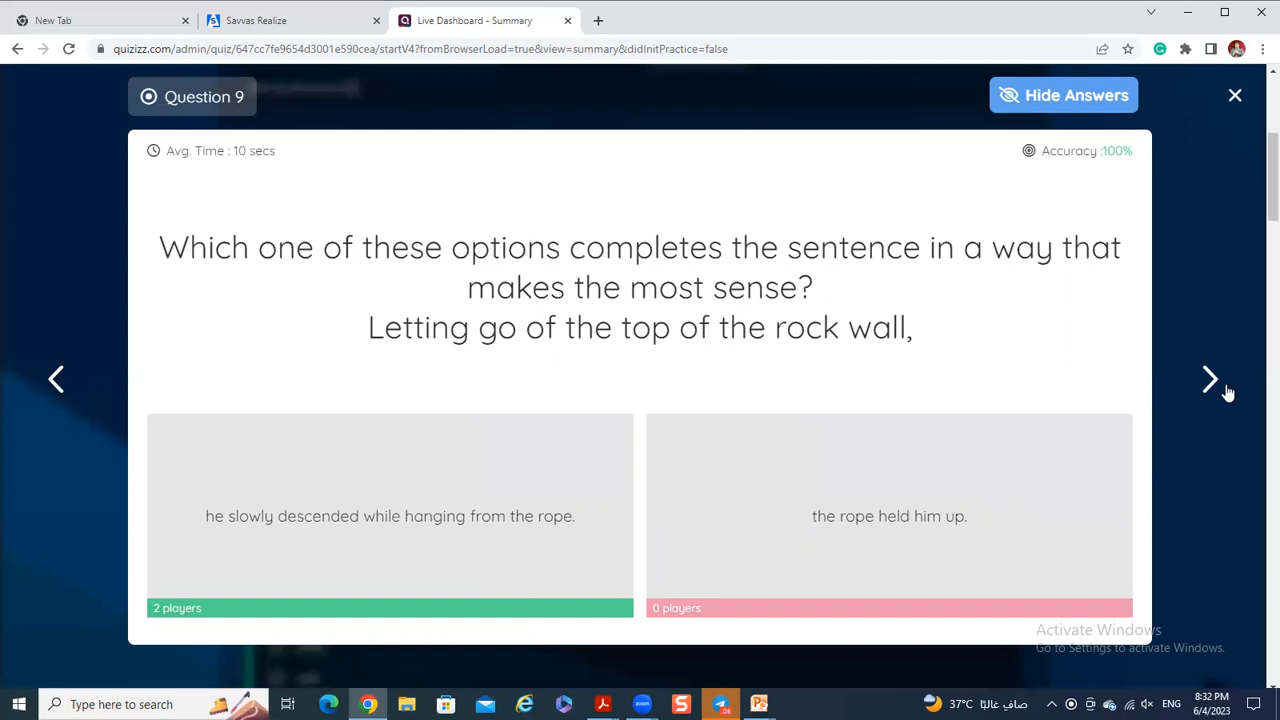 New Tab
Savvas Realize
Live Dashboard - Summary
quizizz.com/admin/quiz/647cc7fe9654d3001e590cea/startV4?fromBrowserLoad=true&view=summary&didInitPractice=false
Question 9
Hide Answers
Avg. Time : 10 secs
Accuracy :100%
Which one of these options completes the sentence in a way that
makes the most sense?
Letting go of the top of the rock wall,
he slowly descended while hanging from the rope.
the rope held him up.
2 players
0 players
Activate Windows
Go to Settings to activate Windows.
Type here to search
zoom
37°C صافٍ غالبًا
ENG
8:32 PM
6/4/2023